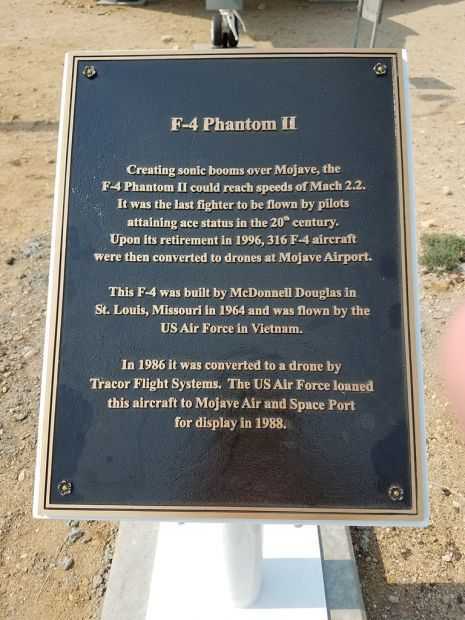 F-4 Phantom II
Creating sonic booms over Mojave, the
F-4 Phantom II could reach speeds of Mach 2.2.
It was the last fighter to be flown by pilots
attaining ace status in the 20th century.
Upon its retirement in 1996, 316 F-4 aircraft
were then converted to drones at Mojave Airport.
This F-4 was built by McDonnell Douglas in
St. Louis, Missouri in 1964 and was flown by the
US Air Force in Vietnam.
In 1986 it was converted to a drone by
Tracor Flight Systems. The US Air Force loaned
this aircraft to Mojave Air and Space Port
for display in 1988.